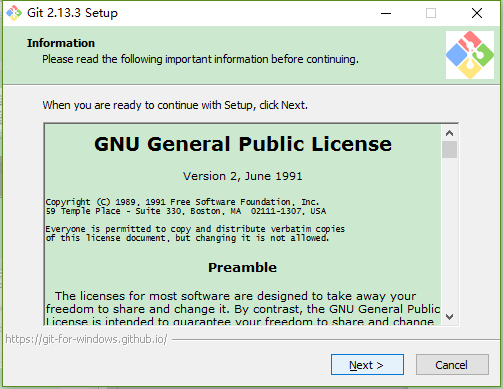 Git 2.13.3 Setup
Information
Please read the following important information before continuing.
When you are ready to continue with Setup, click Next.
GNU General Public License
Version 2, June 1991
Copyright (C) 1989, 1991 Free Software Foundation, Inc.
59 Temple Place - Suite 330, Boston, MA  02111-1307, USA
Everyone is permitted to copy and distribute verbatim copies
of this license document, but changing it is not allowed.
Preamble
The licenses for most software are designed to take away your
freedom to share and change it. By contrast, the GNU General Public
License is intended to guarantee your freedom to share and change
https://git-for-windows.github.io/
Next >
Cancel